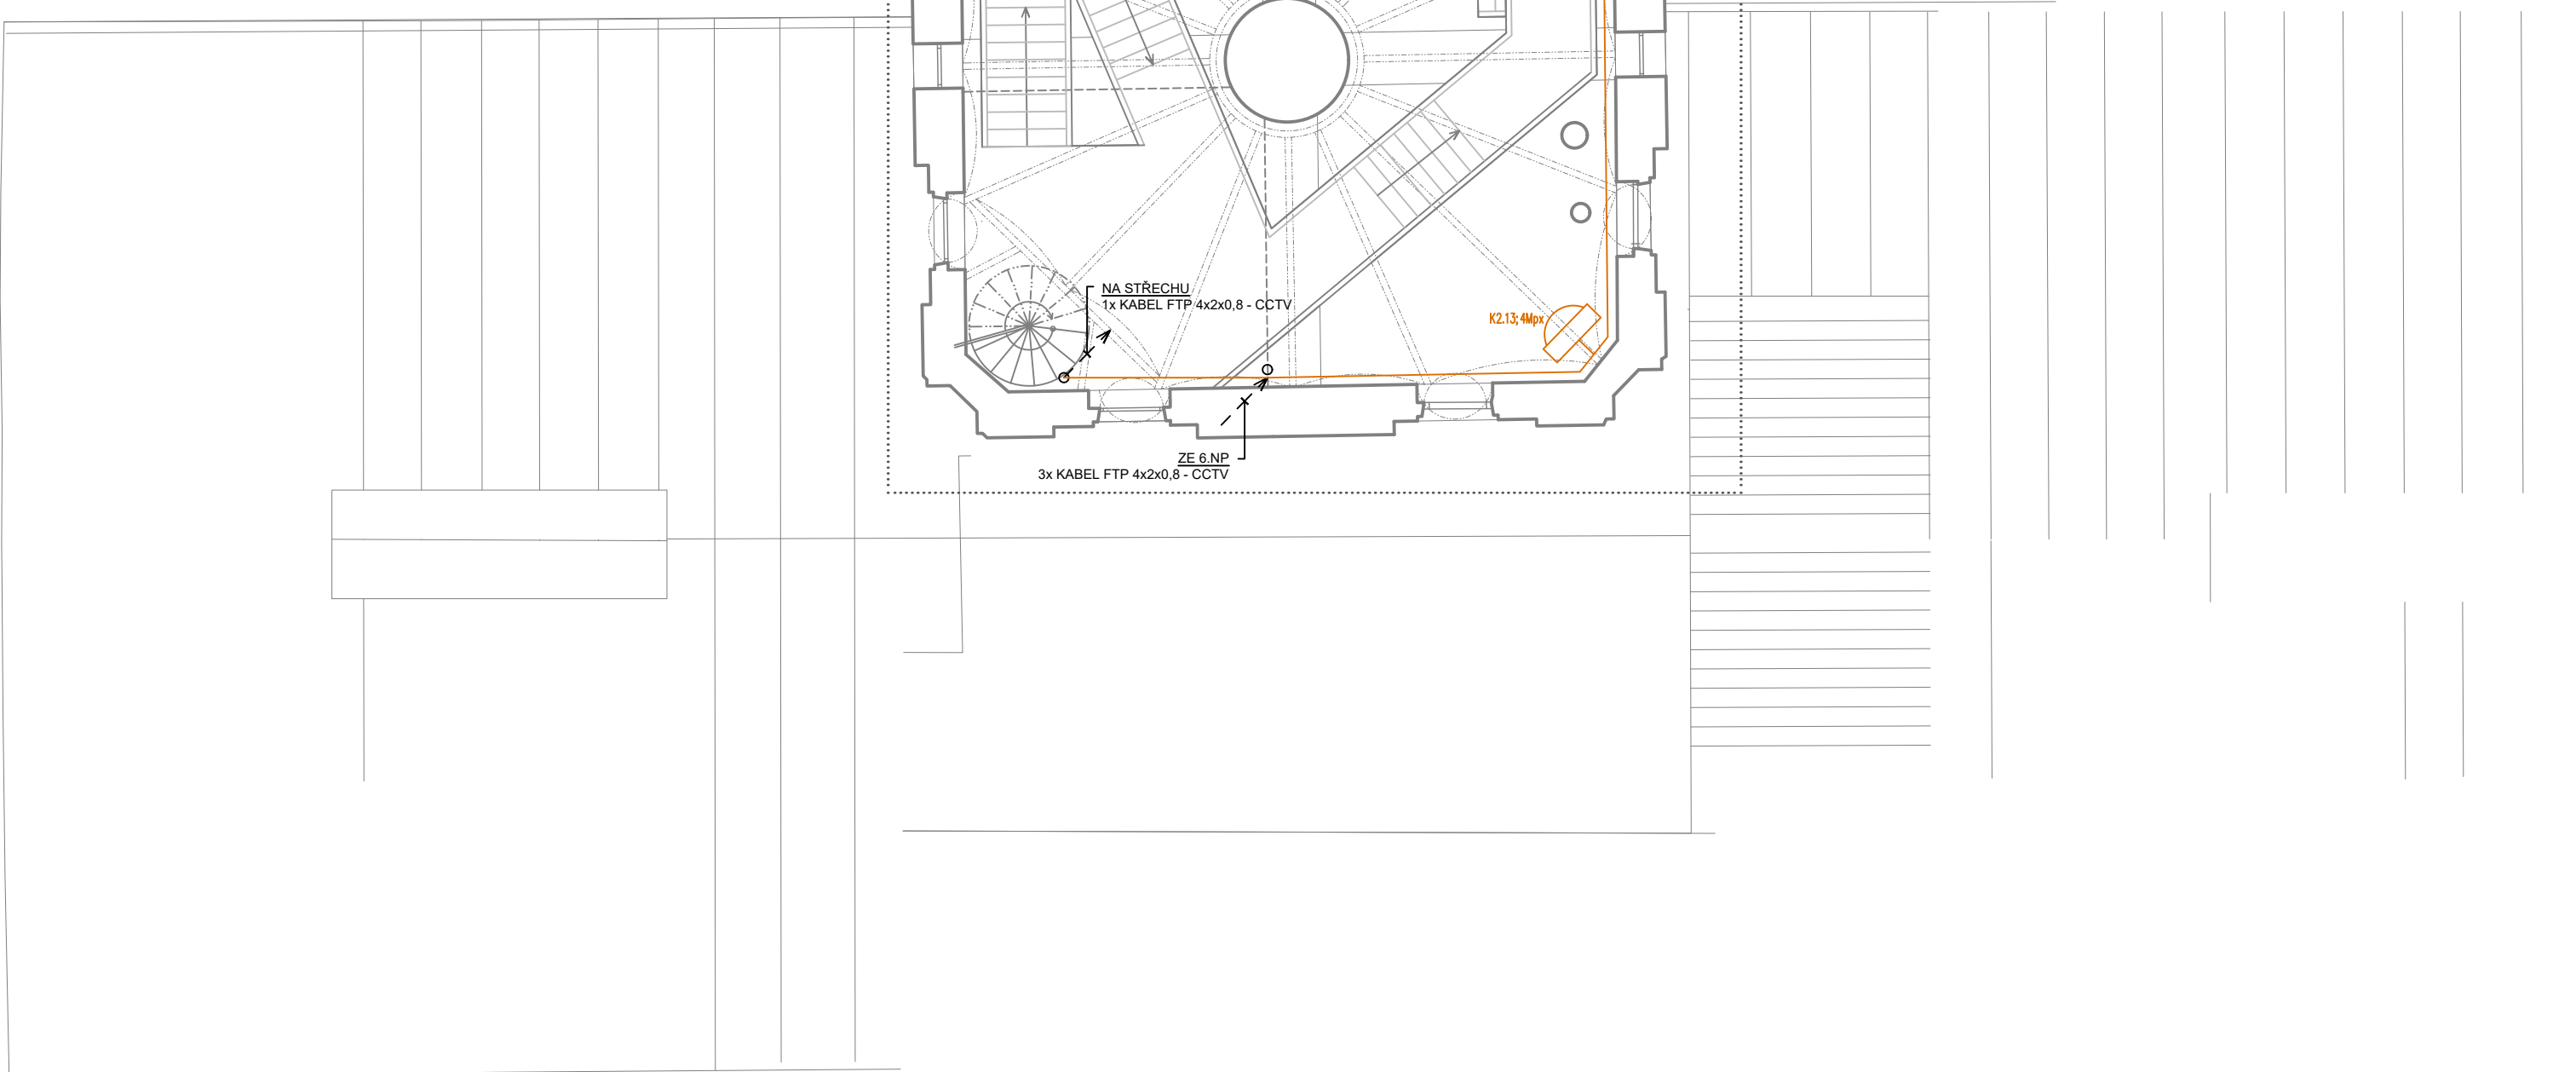 NA STŘECHU
1x KABEL FTP 4x2x0,8 - CCTV
K2.13; 4Mpx
ZE 6.NP
3x KABEL FTP 4x2x0,8 - CCTV